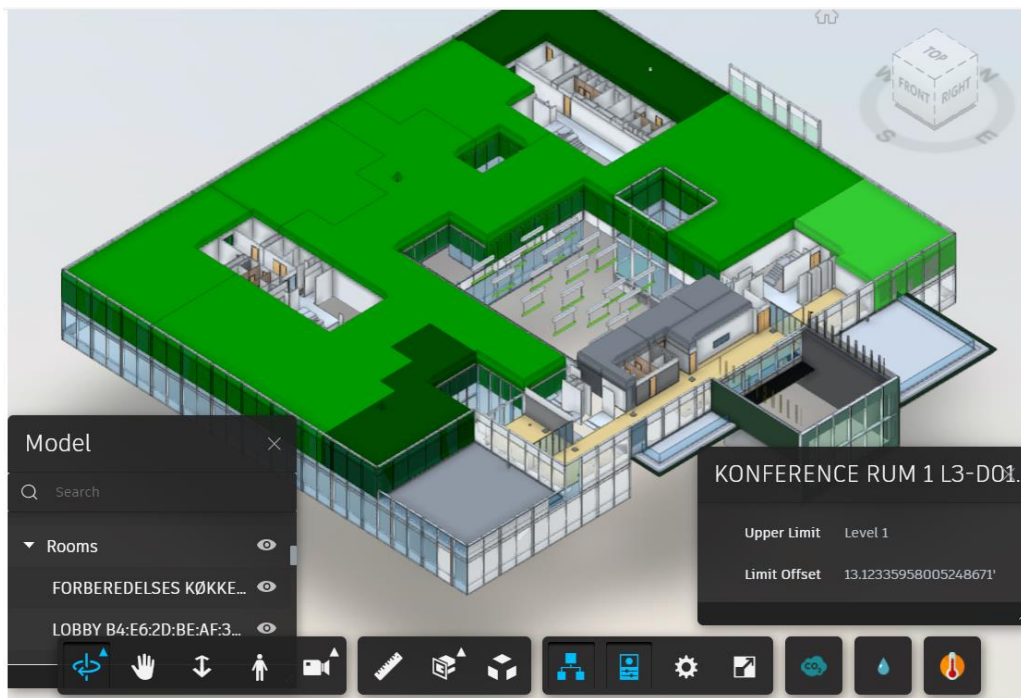 TOP
FRONT
RIGHT
W
N
S
E
Model
Search
Rooms
FORBEREDELSES KØKKE...
LOBBY B4:E6:2D:BE:AF:3...
KONFERENCE RUM 1 L3-D01.
Upper Limit Level 1
Limit Offset 13.12335958005248671'
CO₂